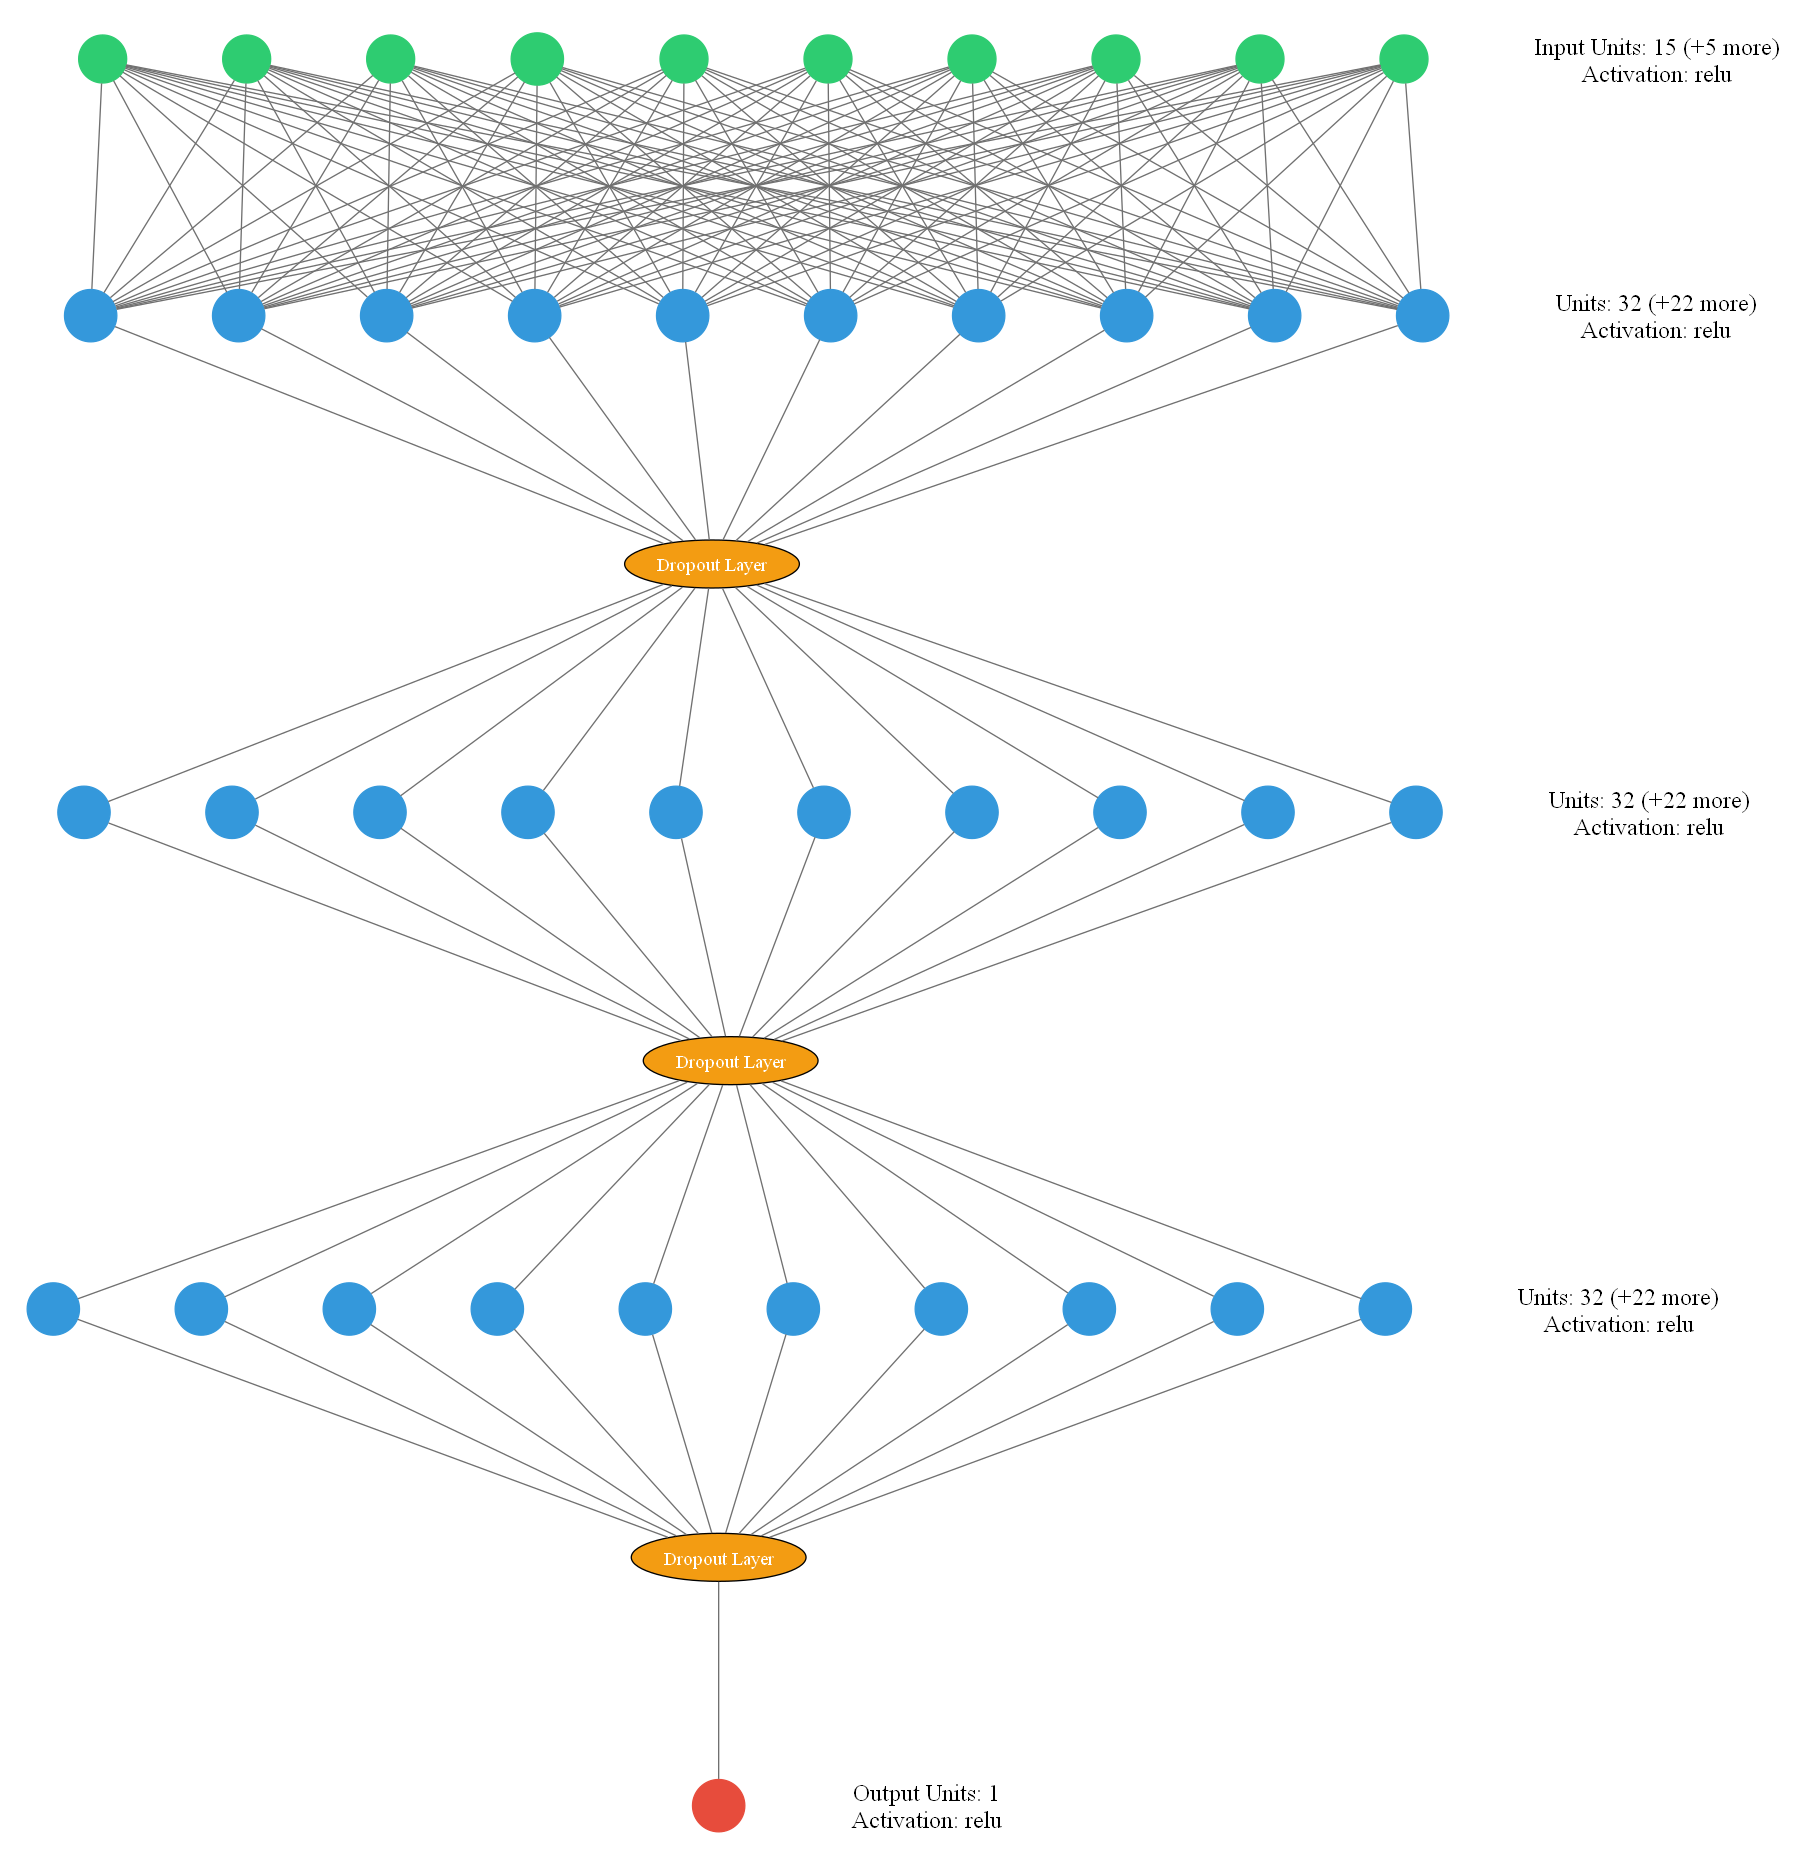 Input Units: 15 (+5 more)
Activation: relu
Units: 32 (+22 more)
Activation: relu
Dropout Layer
Units: 32 (+22 more)
Activation: relu
Dropout Layer
Units: 32 (+22 more)
Activation: relu
Dropout Layer
Output Units: 1
Activation: relu